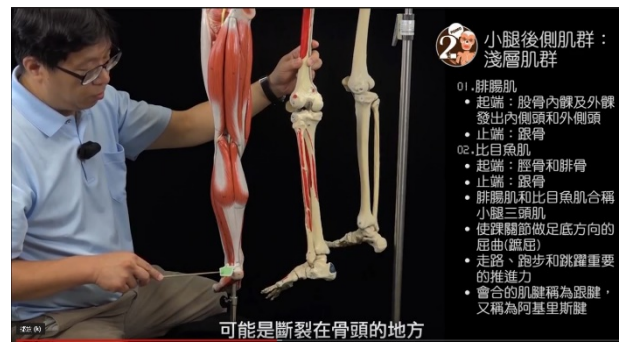 2
小腿後側肌群：
淺層肌群
01.腓腸肌
• 起端：股骨內髁及外髁
發出內側頭和外側頭
• 止端：跟骨
02.比目魚肌
• 起端：脛骨和腓骨
• 止端：跟骨
• 腓腸肌和比目魚肌合稱
小腿三頭肌
• 使踝關節做足底方向的
屈曲(蹠屈)
• 走路、跑步和跳躍重要
的推進力
• 會合的肌腱稱為跟腱，
又稱為阿基里斯腱
可能是斷裂在骨頭的地方